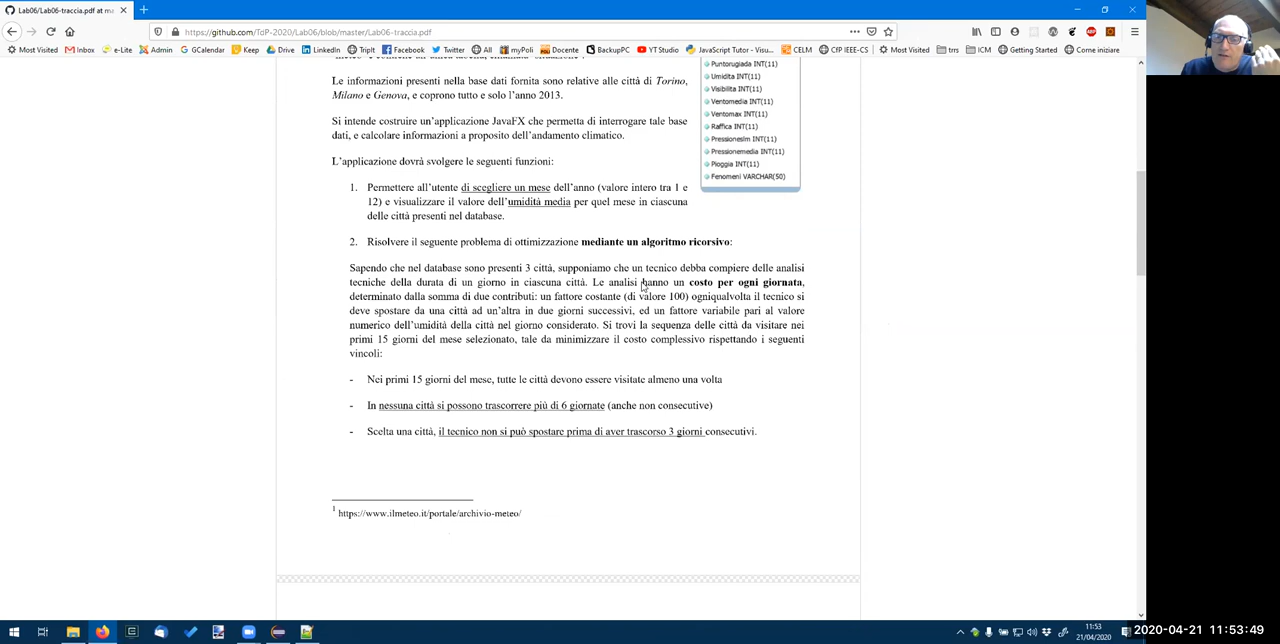 Lab06/Lab06-traccia.pdf at ma
https://github.com/TdP-2020/Lab06/blob/master/Lab06-traccia.pdf
Most Visited Inbox e-Lite Admin GCalendar Keep Drive LinkedIn TripIt Facebook Twitter All myPoli Docente BackupPC YT Studio JavaScript Tutor - Visu... CELM CfP IEEE-CS Most Visited trrs ICM Getting Started Come iniziare
Le informazioni presenti nella base dati fornita sono relative alle città di Torino,
Milano e Genova, e coprono tutto e solo l'anno 2013.
Si intende costruire un'applicazione JavaFX che permetta di interrogare tale base
dati, e calcolare informazioni a proposito dell'andamento climatico.
L'applicazione dovrà svolgere le seguenti funzioni:
1. Permettere all'utente di scegliere un mese dell'anno (valore intero tra 1 e
12) e visualizzare il valore dell'umidità media per quel mese in ciascuna
delle città presenti nel database.
Puntorugiada INT(11)
Umidita INT(11)
Visibilita INT(11)
Ventomedia INT(11)
Ventomax INT(11)
Raffica INT(11)
Pressioneslm INT(11)
Pressionemedia INT(11)
Pioggia INT(11)
Fenomeni VARCHAR(50)
2. Risolvere il seguente problema di ottimizzazione mediante un algoritmo ricorsivo:
Sapendo che nel database sono presenti 3 città, supponiamo che un tecnico debba compiere delle analisi
tecniche della durata di un giorno in ciascuna città. Le analisi hanno un costo per ogni giornata,
determinato dalla somma di due contributi: un fattore costante (di valore 100) ogniqualvolta il tecnico si
deve spostare da una città ad un'altra in due giorni successivi, ed un fattore variabile pari al valore
numerico dell'umidità della città nel giorno considerato. Si trovi la sequenza delle città da visitare nei
primi 15 giorni del mese selezionato, tale da minimizzare il costo complessivo rispettando i seguenti
vincoli:
- Nei primi 15 giorni del mese, tutte le città devono essere visitate almeno una volta
- In nessuna città si possono trascorrere più di 6 giornate (anche non consecutive)
- Scelta una città, il tecnico non si può spostare prima di aver trascorso 3 giorni consecutivi.
1 https://www.ilmeteo.it/portale/archivio-meteo/
11:53
21/04/2020
2020-04-21 11:53:49